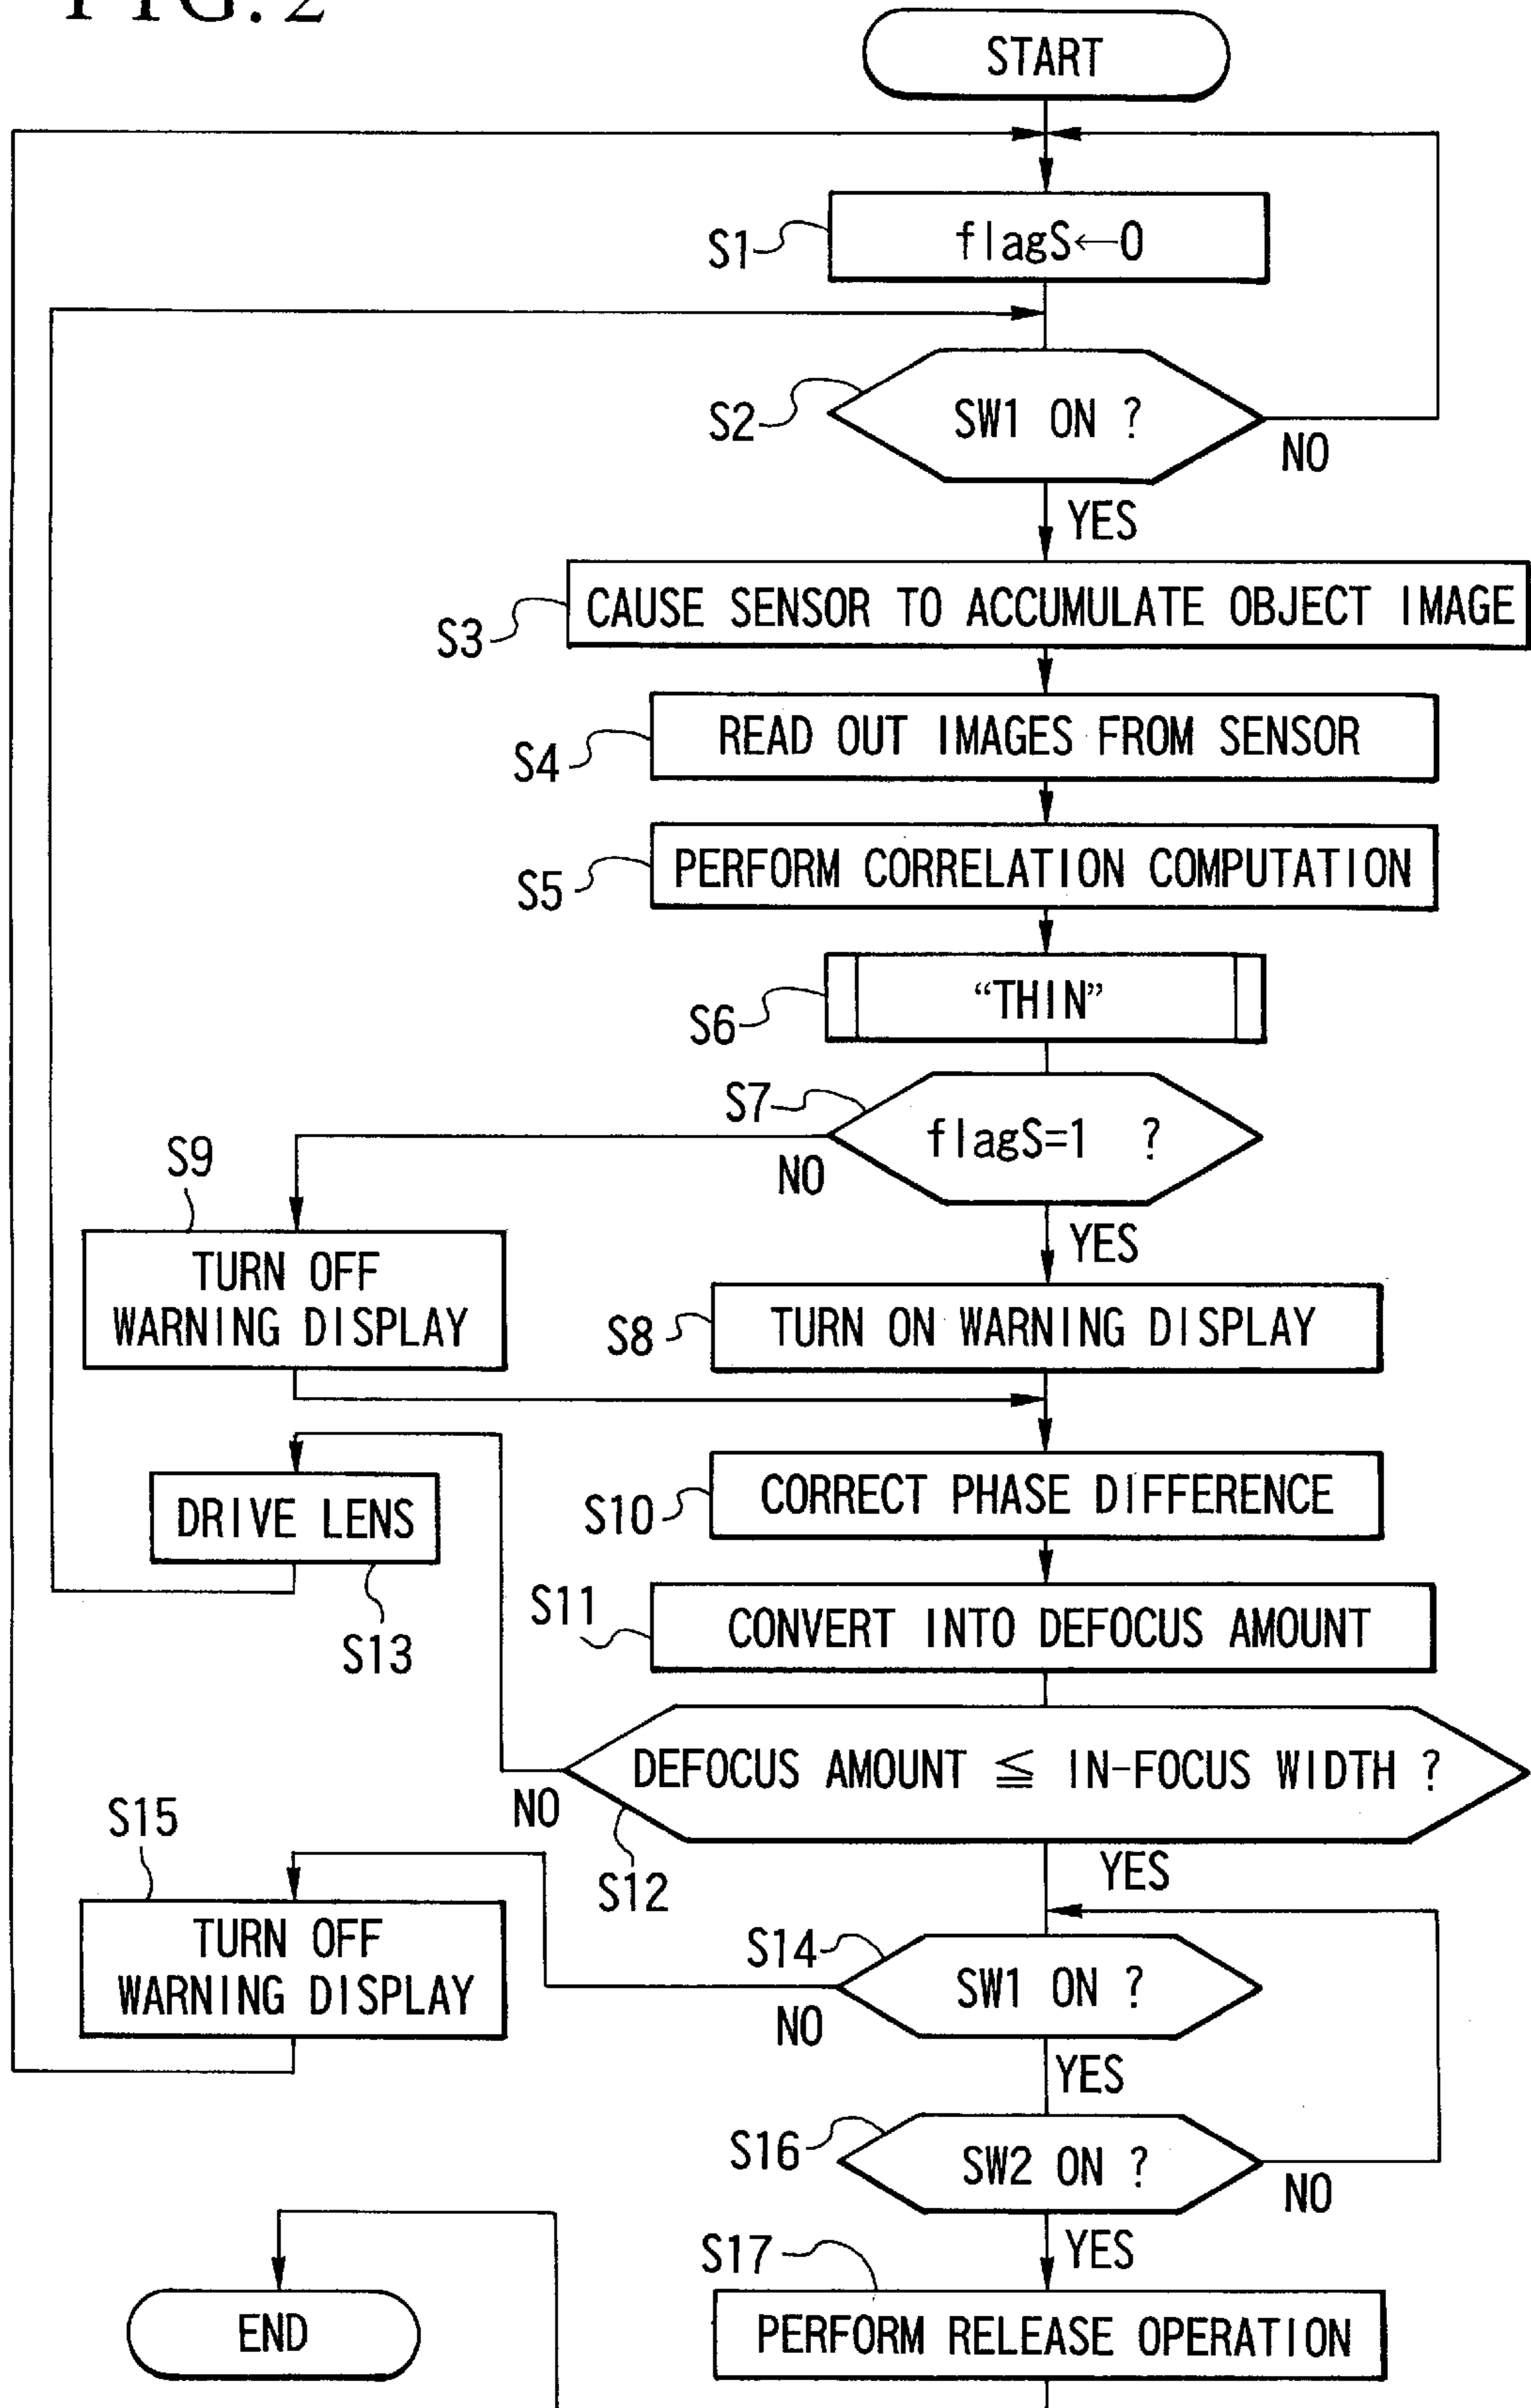 FIG. 2
START
S1
flagS←0
S2
SW1 ON ?
NO
YES
S3
CAUSE SENSOR TO ACCUMULATE OBJECT IMAGE
S4
READ OUT IMAGES FROM SENSOR
S5
PERFORM CORRELATION COMPUTATION
S6
“THIN”
S7
flagS=1 ?
NO
YES
S9
TURN OFF
WARNING DISPLAY
S8
TURN ON WARNING DISPLAY
S10
CORRECT PHASE DIFFERENCE
DRIVE LENS
S13
S11
CONVERT INTO DEFOCUS AMOUNT
DEFOCUS AMOUNT ≦ IN-FOCUS WIDTH ?
NO
S12
YES
S15
TURN OFF
WARNING DISPLAY
S14
SW1 ON ?
NO
YES
S16
SW2 ON ?
NO
YES
S17
PERFORM RELEASE OPERATION
END